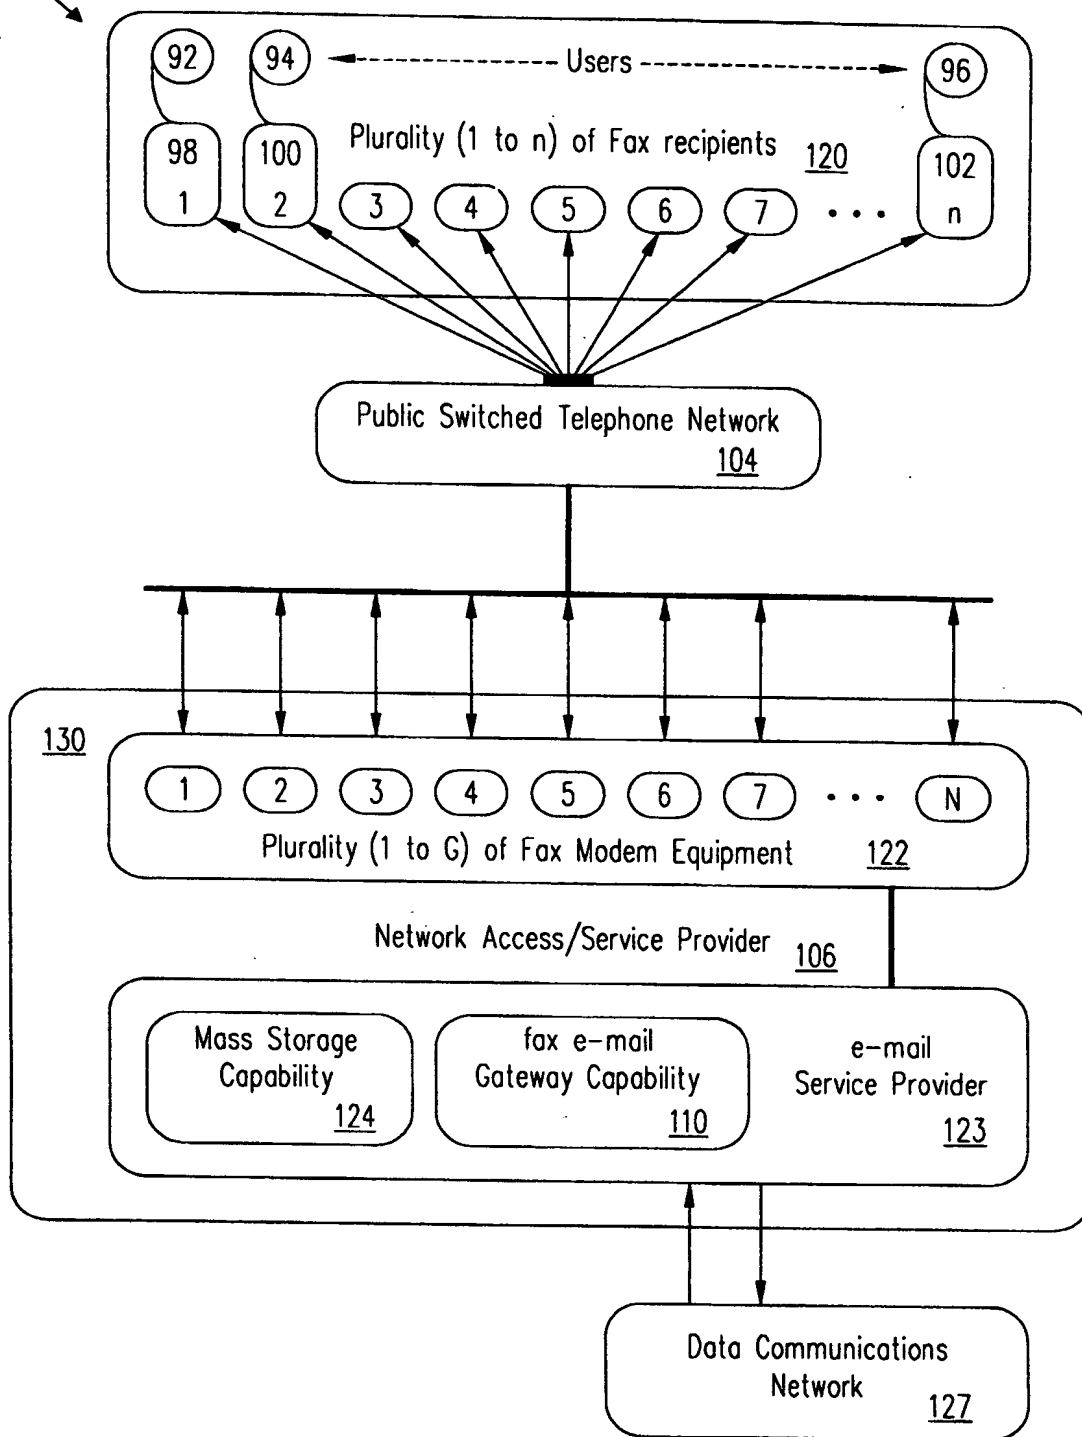 92 94 Users 96
Plurality (1 to n) of Fax recipients 120
98 100 102
1 2 3 4 5 6 7 ... n
Public Switched Telephone Network
104
130
1 2 3 4 5 6 7 ... N
Plurality (1 to G) of Fax Modem Equipment 122
Network Access/Service Provider 106
Mass Storage
Capability
124
fax e-mail
Gateway Capability
110
e-mail
Service Provider
123
Data Communications
Network
127